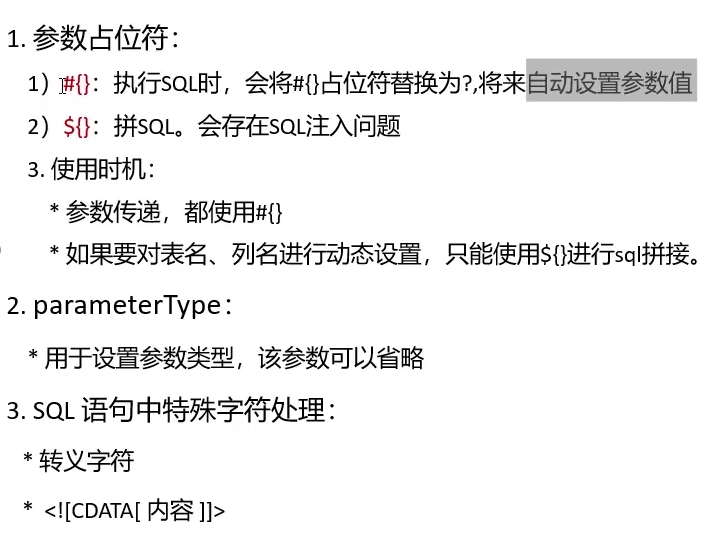 1. 参数占位符：
1）#{}：执行SQL时，会将#{}占位符替换为?,将来自动设置参数值
2）${}：拼SQL。会存在SQL注入问题
3. 使用时机：
* 参数传递，都使用#{}
* 如果要对表名、列名进行动态设置，只能使用${}进行sql拼接。
2. parameterType：
* 用于设置参数类型，该参数可以省略
3. SQL 语句中特殊字符处理：
* 转义字符
* <![CDATA[ 内容 ]]>